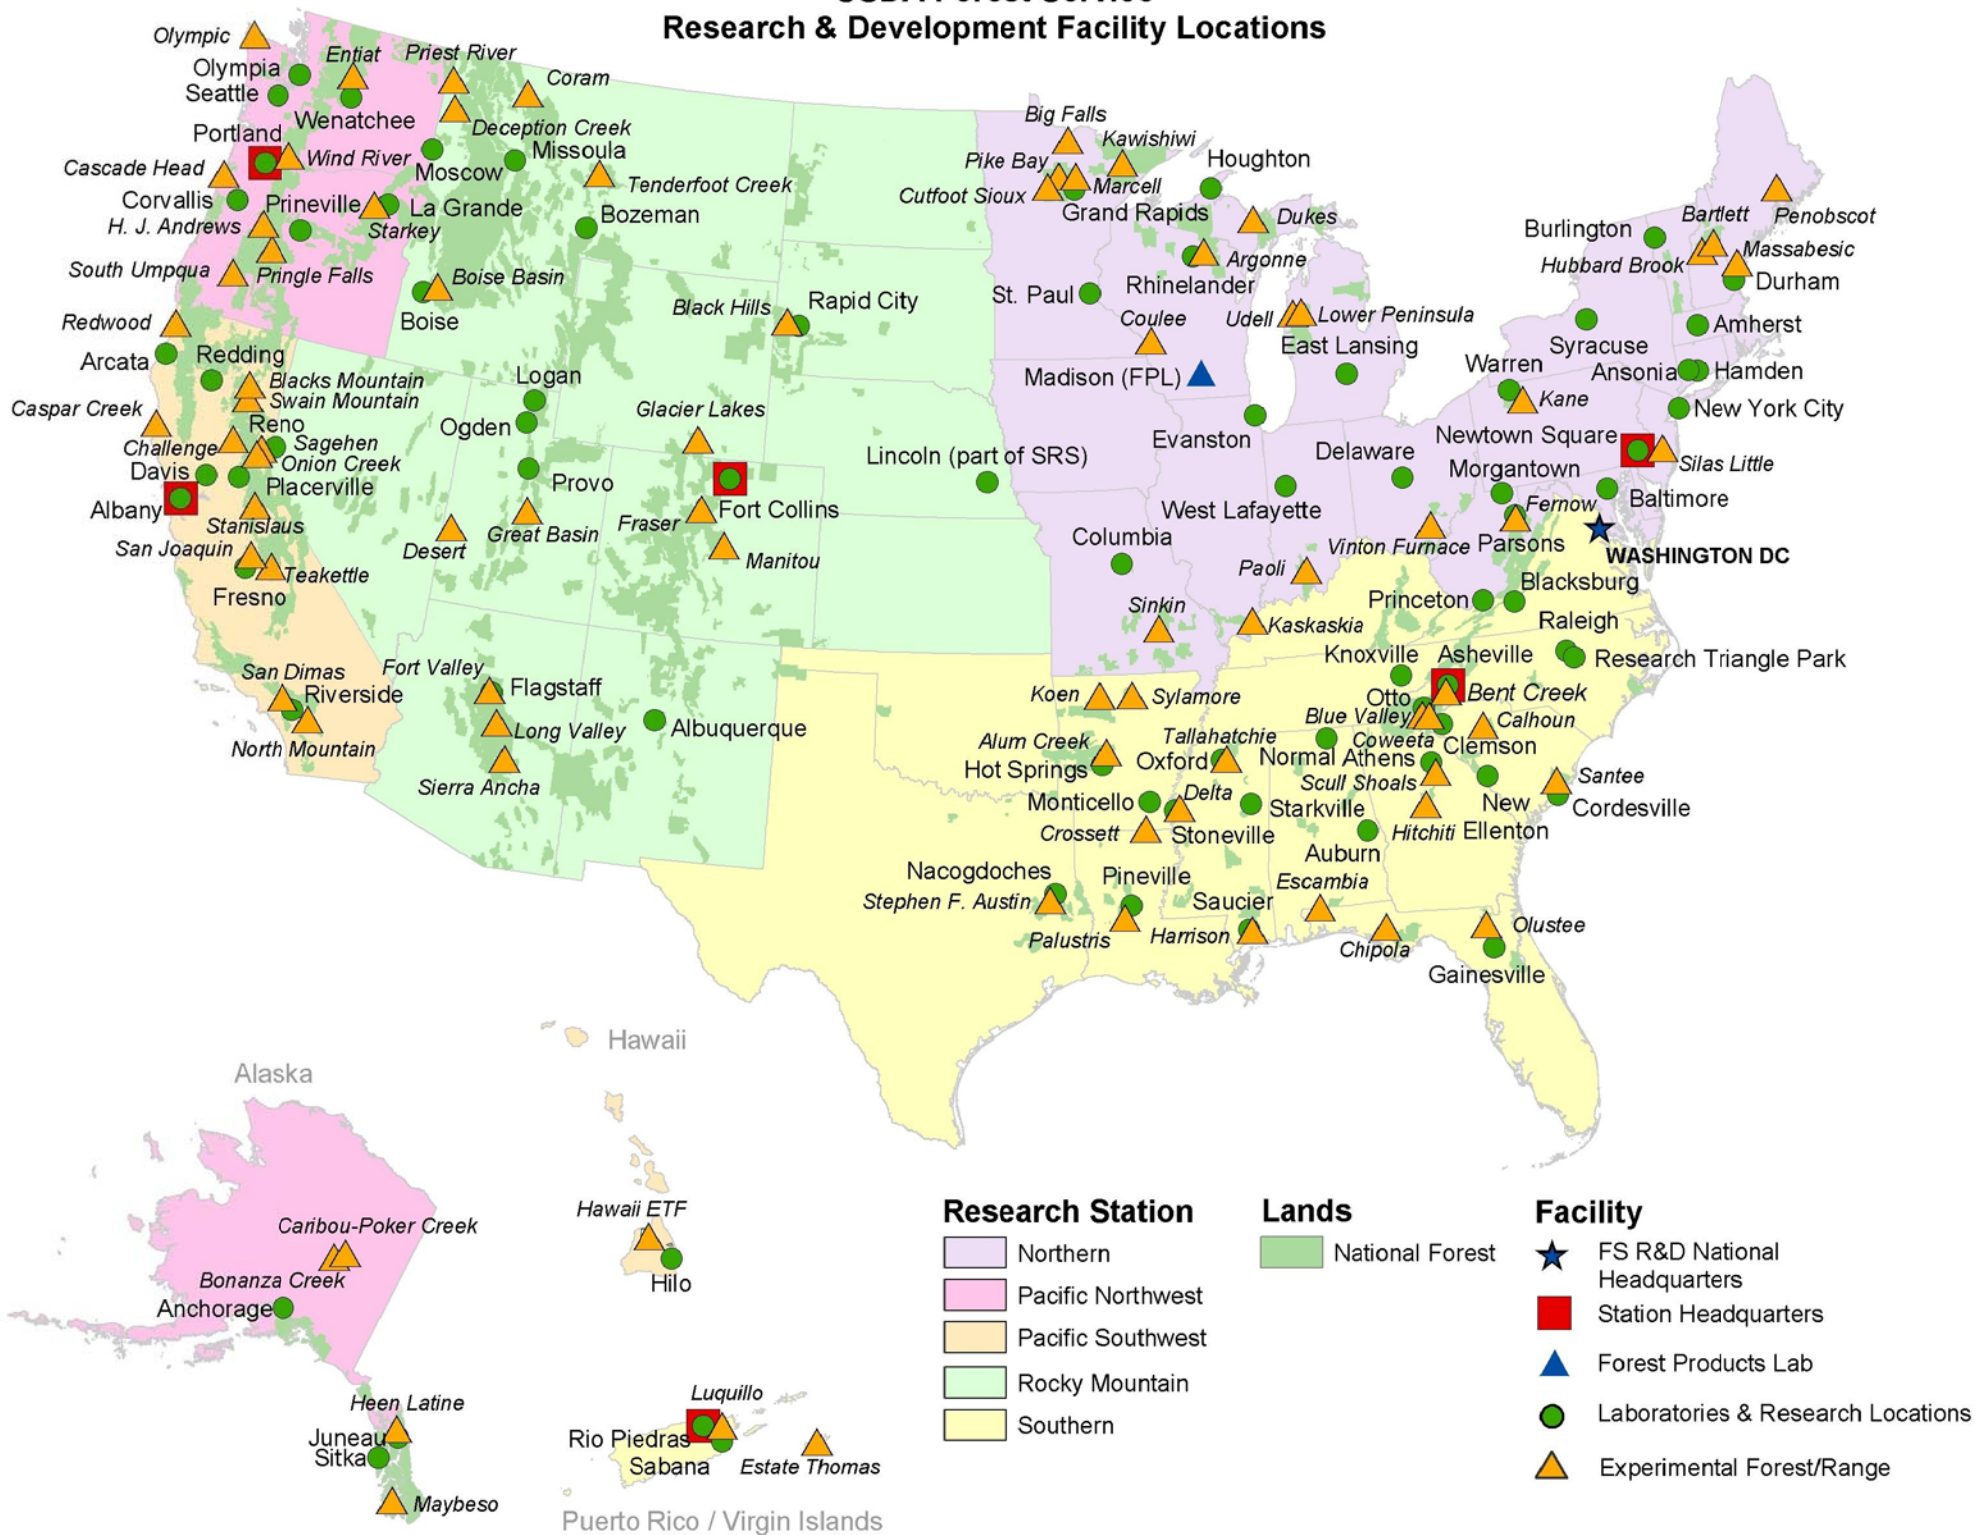 Research & Development Facility Locations
Olympic
Olympia
Seattle
Entiat
Priest River
Coram
Wenatchee
Portland
Deception Creek
Missoula
Cascade Head
Wind River
Moscow
Tenderfoot Creek
Corvallis
Prineville
La Grande
Bozeman
H. J. Andrews
Starkey
South Umpqua
Pringle Falls
Boise Basin
Boise
Redwood
Arcata
Redding
Black Hills
Rapid City
Blacks Mountain
Swain Mountain
Logan
Caspar Creek
Reno
Ogden
Glacier Lakes
Challenge
Sagehen
Onion Creek
Davis
Placerville
Provo
Albany
Fort Collins
Stanislaus
Great Basin
Fraser
Desert
San Joaquin
Teakettle
Manitou
Fresno
Lincoln (part of SRS)
San Dimas
Riverside
Fort Valley
Flagstaff
North Mountain
Long Valley
Albuquerque
Sierra Ancha
Big Falls
Kawishiwi
Pike Bay
Houghton
Cutfoot Sioux
Marcell
Grand Rapids
Dukes
Argonne
St. Paul
Rhinelander
Coulee
Udell
Lower Peninsula
East Lansing
Madison (FPL)
Evanston
Delaware
West Lafayette
Columbia
Paoli
Vinton Furnace
Sinkin
Kaskaskia
Burlington
Bartlett
Penobscot
Massabesic
Hubbard Brook
Durham
Syracuse
Amherst
Warren
Ansonia
Hamden
Kane
New York City
Newtown Square
Silas Little
Morgantown
Baltimore
Fernow
Parsons
WASHINGTON DC
Princeton
Blacksburg
Raleigh
Knoxville
Asheville
Research Triangle Park
Otto
Bent Creek
Blue Valley
Calhoun
Coweeta
Clemson
Koen
Sylamore
Alum Creek
Tallahatchie
Hot Springs
Oxford
Normal
Athens
Scull Shoals
Santee
Monticello
Delta
Starkville
New
Ellenton
Cordesville
Crossett
Stoneville
Hitchiti
Auburn
Nacogdoches
Pineville
Escambia
Stephen F. Austin
Saucier
Palustris
Harrison
Chipola
Olustee
Gainesville
Hawaii
Alaska
Caribou-Poker Creek
Bonanza Creek
Anchorage
Hawaii ETF
Hilo
Heen Latine
Juneau
Sitka
Maybeso
Luquillo
Rio Piedras
Sabana
Estate Thomas
Puerto Rico / Virgin Islands
Research Station
Northern
Pacific Northwest
Pacific Southwest
Rocky Mountain
Southern
Lands
National Forest
Facility
FS R&D National
Headquarters
Station Headquarters
Forest Products Lab
Laboratories & Research Locations
Experimental Forest/Range